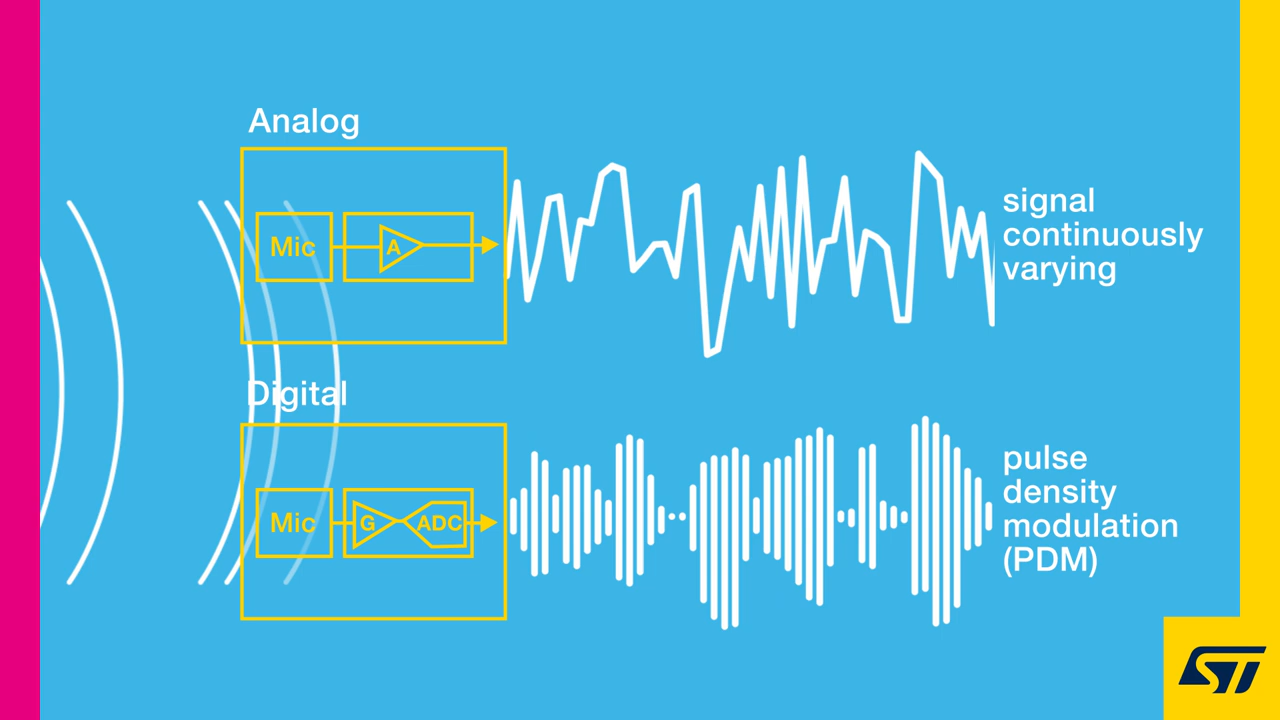 Analog
Mic
A
signal
continuously
varying
Digital
Mic
G
ADC
pulse
density
modulation
(PDM)
ST